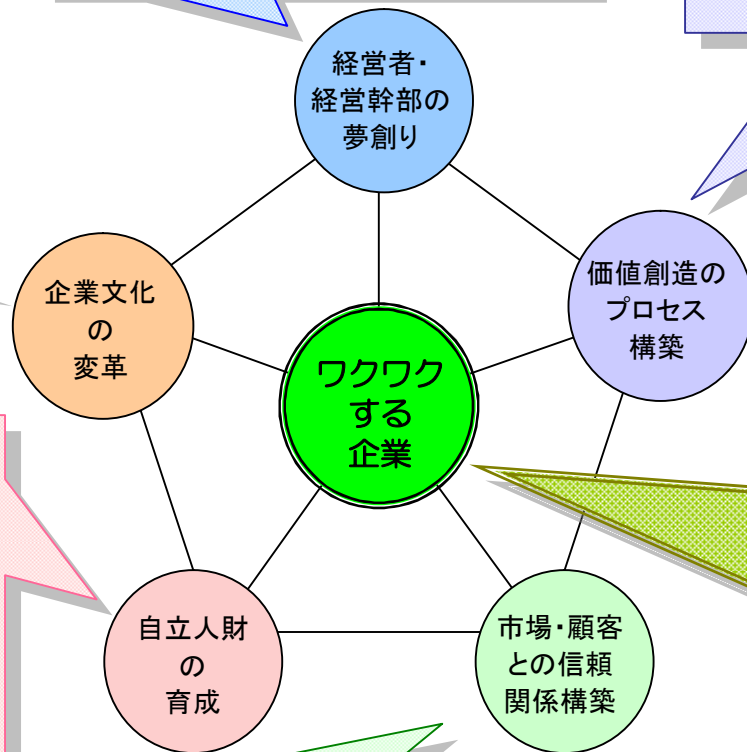 経営者・
経営幹部の
夢創り
価値創造の
プロセス
構築
企業文化
の
変革
ワクワク
する
企業
自立人財
の
育成
市場・顧客
との信頼
関係構築